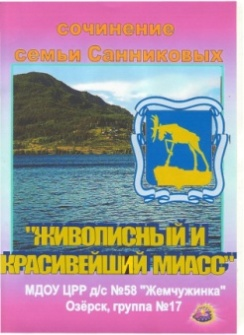 сочинение
семьи Санниковых
"ЖИВОПИСНЫЙ И
КРАСИВЕЙШИЙ МИАСС"
МДОУ ЦРР д/с №58 "Жемчужинка"
Озёрск, группа №17